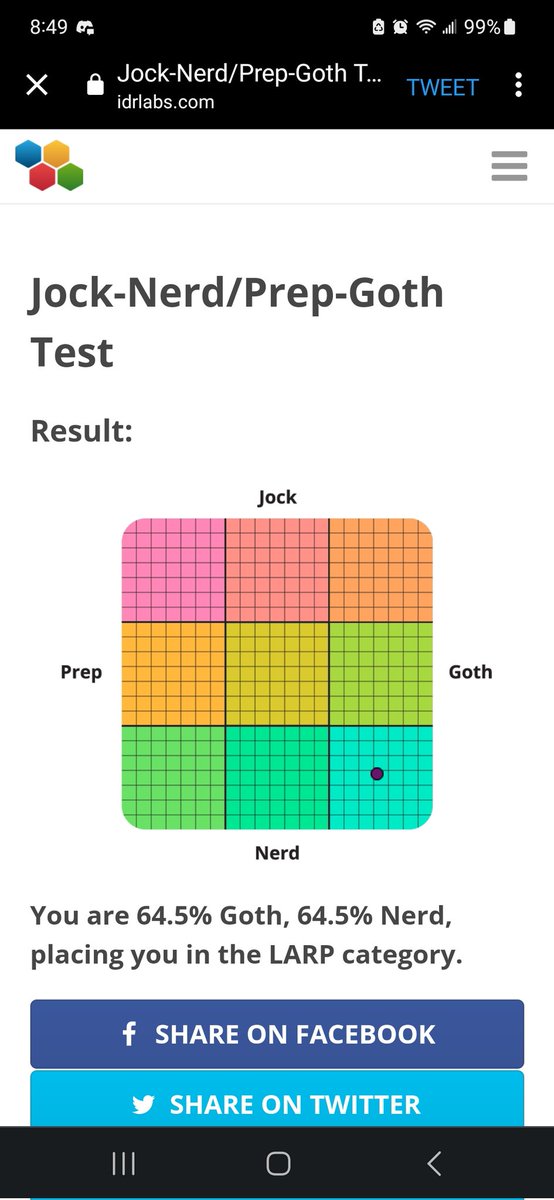 8:49
99%
Jock-Nerd/Prep-Goth T...
idrlabs.com
TWEET
Jock-Nerd/Prep-Goth
Test
Result:
Jock
Prep
Goth
Nerd
You are 64.5% Goth, 64.5% Nerd,
placing you in the LARP category.
f SHARE ON FACEBOOK
SHARE ON TWITTER